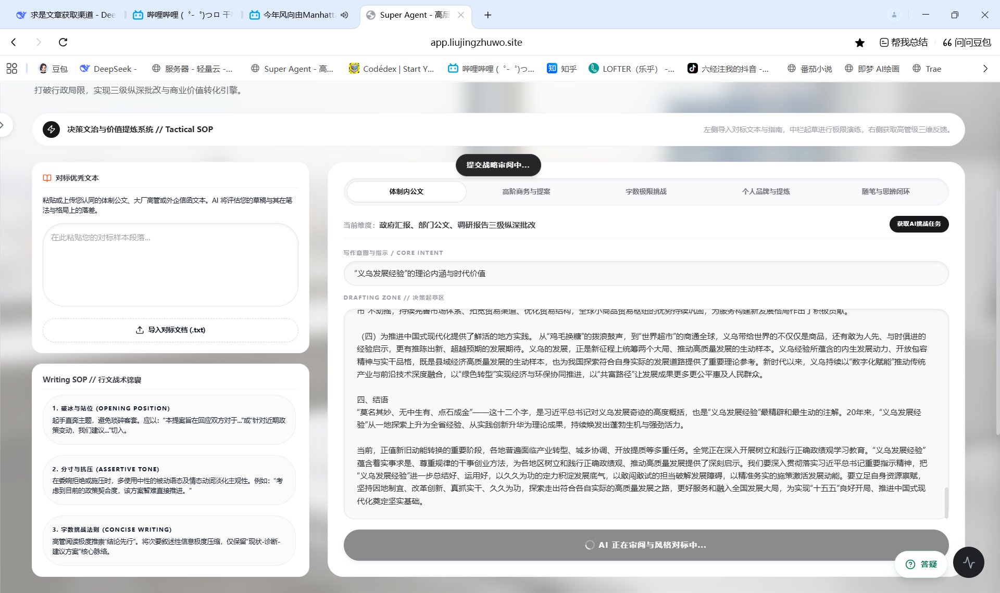 求是文章获取渠道 - Dee
哔哩哔哩 (゜-゜)つロ 干
今年风向由Manhatt
Super Agent - 高层
app.liujingzhuwo.site
帮我总结
问问豆包
豆包
DeepSeek -
服务器 - 轻量云 -...
Super Agent - 高...
Codédex | Start Y...
哔哩哔哩 (゜-゜)つ...
知 知乎
LOFTER（乐乎） -...
六经注我的抖音 -...
番茄小说
即梦 AI绘画
Trae
打破行政局限，实现三级纵深批改与商业价值转化引擎。
决策文治与价值提炼系统 // Tactical SOP
左侧导入对标文本与指南，中栏起草进行极限演练，右侧获取高管级三维反馈。
提交战略审阅中...
对标优秀文本
粘贴或上传您认同的体制公文、大厂高管或外企信函文本。AI 将评估您的草稿与其在笔
法与格局上的落差。
在此粘贴您的对标样本段落...
导入对标文档 (.txt)
Writing SOP // 行文战术锦囊
1. 破冰与站位 (OPENING POSITION)
起手直奔主题，避免琐碎客套。应以：“本提案旨在回应双方对于...”或“针对近期政
策变动，我们建议...”切入。
2. 分寸与抗压 (ASSERTIVE TONE)
在委婉拒绝或施压时，多使用中性的被动语态及情态动词淡化主观性。例如：“考
虑到目前的政策契合度，该方案暂难直接推进。”
3. 字数挑战法则 (CONCISE WRITING)
高管阅读极度推崇“结论先行”。将次要叙述性信息极度压缩，仅保留“现状-诊断-
建议方案”核心脉络。
体制内公文
高阶商务与提案
字数极限挑战
个人品牌与提炼
随笔与思辨闭环
当前维度：政府汇报、部门公文、调研报告三级纵深批改
获取AI挑战任务
写作意图与指示 / CORE INTENT
“义乌发展经验”的理论内涵与时代价值
DRAFTING ZONE // 决策起草区
市”不动摇，持续完善市场体系、拓宽贸易渠道、优化贸易结构，全球小商品贸易枢纽的优势持续巩固，为服务构建新发展格局作出了积极贡献。
（四）为推进中国式现代化提供了鲜活的地方实践。 从“鸡毛换糖”的拨浪鼓声，到“世界超市”的商通全球，义乌带给世界的不仅仅是商品，还有敢为人先、与时俱进的
经验启示，更有推陈出新、超越预期的发展期待。义乌的发展，正是新征程上统筹两个大局、推动高质量发展的生动样本。义乌经验所蕴含的内生发展动力、开放包容
精神与实干品格，既是县域经济高质量发展的生动样本，也为我国探索符合自身实际的发展道路提供了重要理论参考。新时代以来，义乌持续以“数字化赋能”推动传统
产业与前沿技术深度融合，以“绿色转型”实现经济与环保协同推进，以“共富路径”让发展成果更多更公平惠及人民群众。
四、结语
“莫名其妙、无中生有、点石成金”——这十二个字，是习近平总书记对义乌发展奇迹的高度概括，也是“义乌发展经验”最精辟和最生动的注解。20年来，“义乌发展经
验”从一地探索上升为全省经验、从实践创新升华为理论成果，持续焕发出蓬勃生机与强劲活力。
当前，正值新旧动能转换的重要阶段，各地普遍面临产业转型、城乡协调、开放提质等多重任务。全党正在深入开展树立和践行正确政绩观学习教育。“义乌发展经验”
蕴含着实事求是、尊重规律的干事创业方法，为各地区树立和践行正确政绩观、推动高质量发展提供了深刻启示。我们要深入贯彻落实习近平总书记重要指示精神，把
“义乌发展经验”进一步总结好、运用好，以久久为功的定力积淀发展底气，以敢闯敢试的担当破解发展障碍，以精准务实的施策激活发展动能。要立足自身资源禀赋，
坚持因地制宜、改革创新、真抓实干、久久为功，探索走出符合各自实际的高质量发展之路，更好服务和融入全国发展大局，为实现“十五五”良好开局、推进中国式现
代化奠定坚实基础。
AI 正在审阅与风格对标中...
答疑